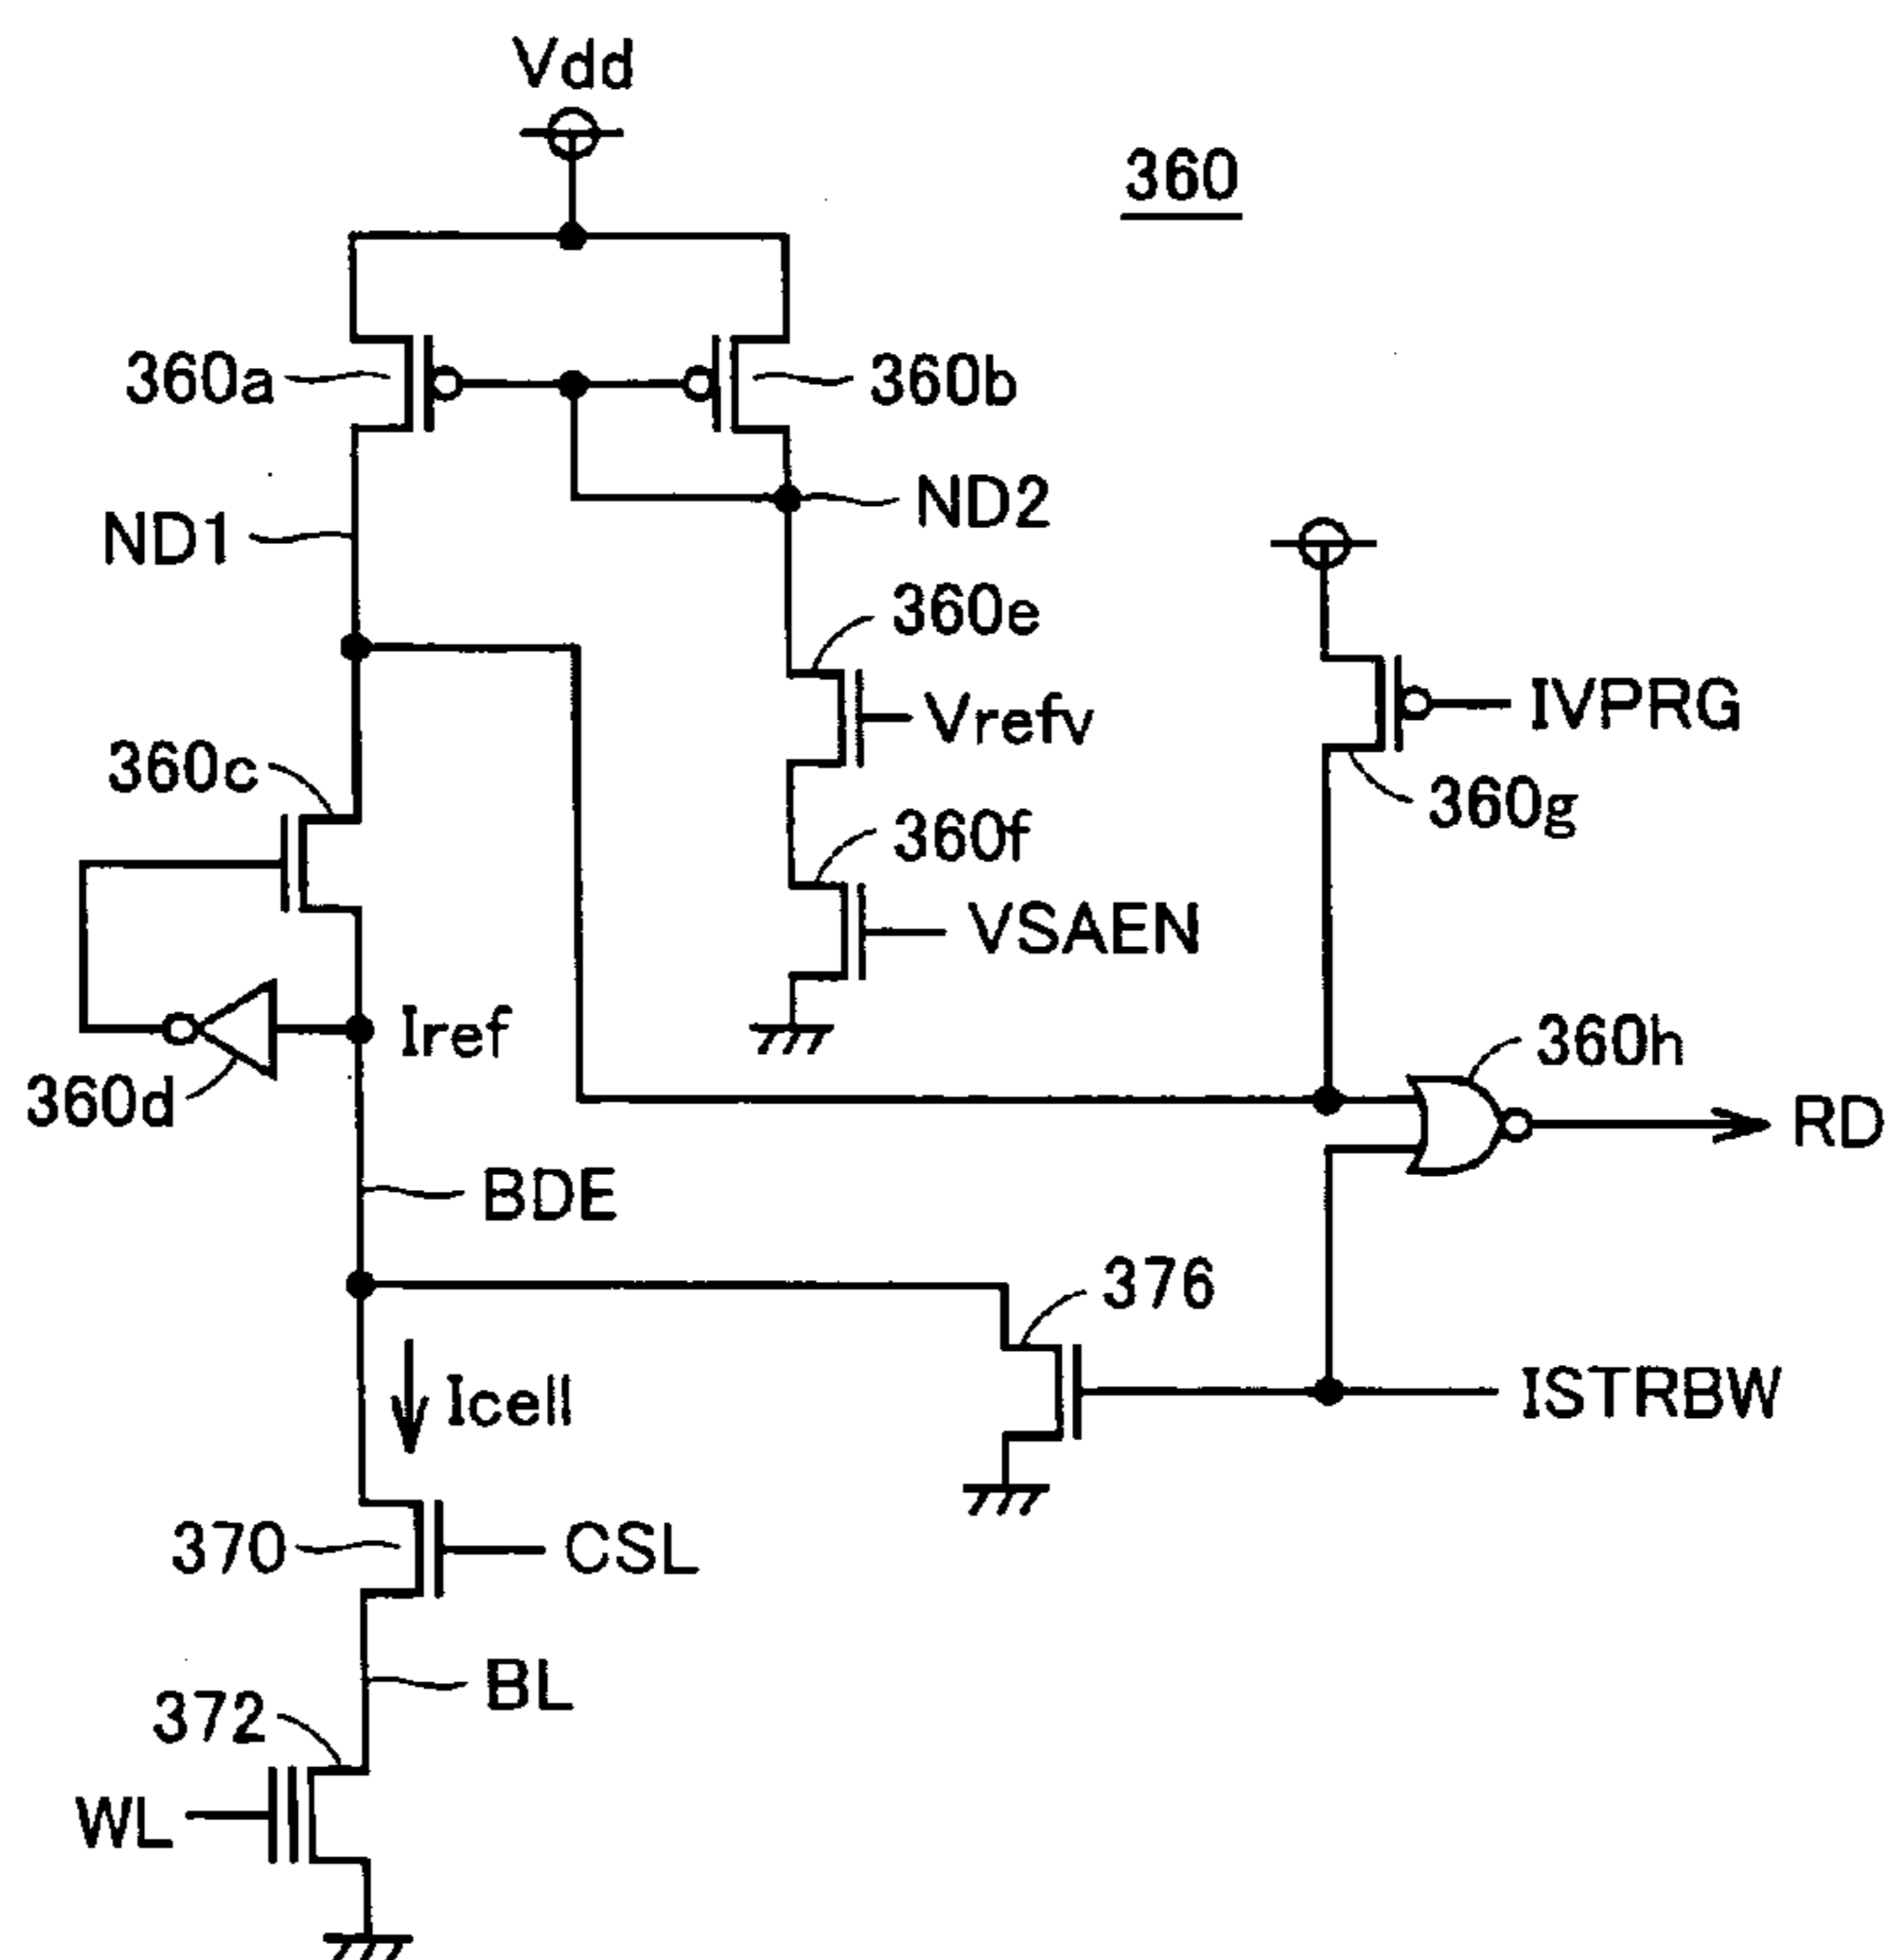 Vdd
360
360a
360b
ND2
ND1
360e
Vrefv
IVPRG
360c
360g
360f
VSAEN
Iref
360h
360d
RD
BDE
376
Icell
ISTRBW
370
CSL
BL
372
WL